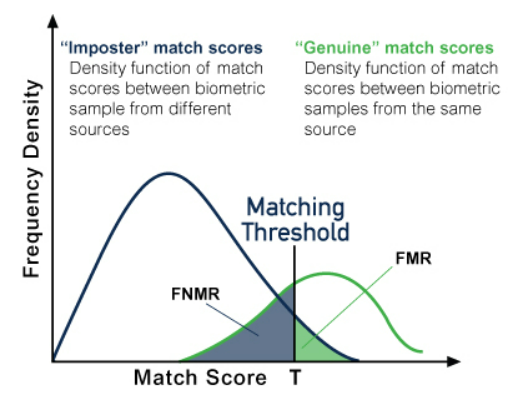 "Imposter" match scores
Density function of match
scores between biometric
sample from different
sources
"Genuine" match scores
Density function of match
scores between biometric
samples from the same
source
Frequency Density
Matching
Threshold
FNMR
FMR
Match Score
T